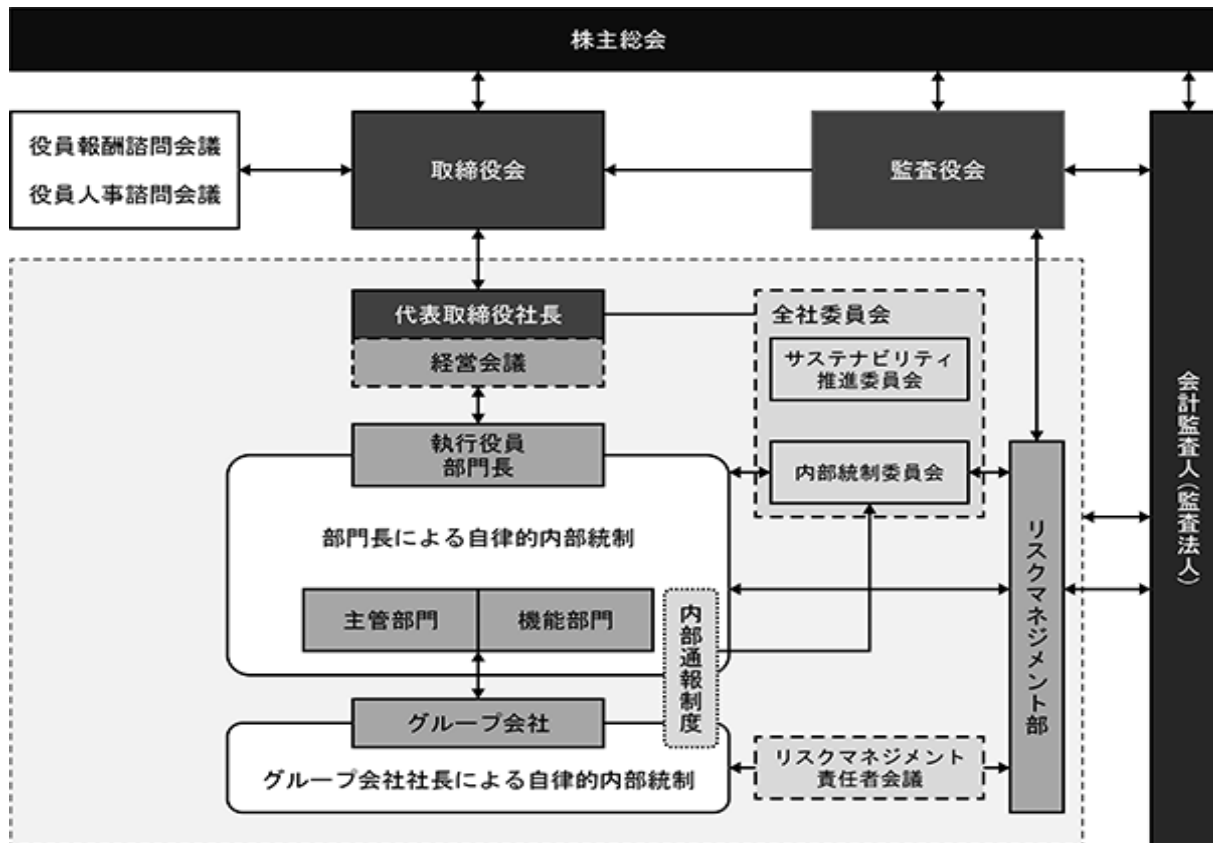 株主総会
役員報酬諮問会議
役員人事諮問会議
取締役会
監査役会
代表取締役社長
経営会議
全社委員会
サステナビリティ
推進委員会
執行役員
部門長
内部統制委員会
部門長による自律的内部統制
主管部門
機能部門
内部通報制度
グループ会社
グループ会社社長による自律的内部統制
リスクマネジメント
責任者会議
リスクマネジメント部
会計監査人(監査法人)